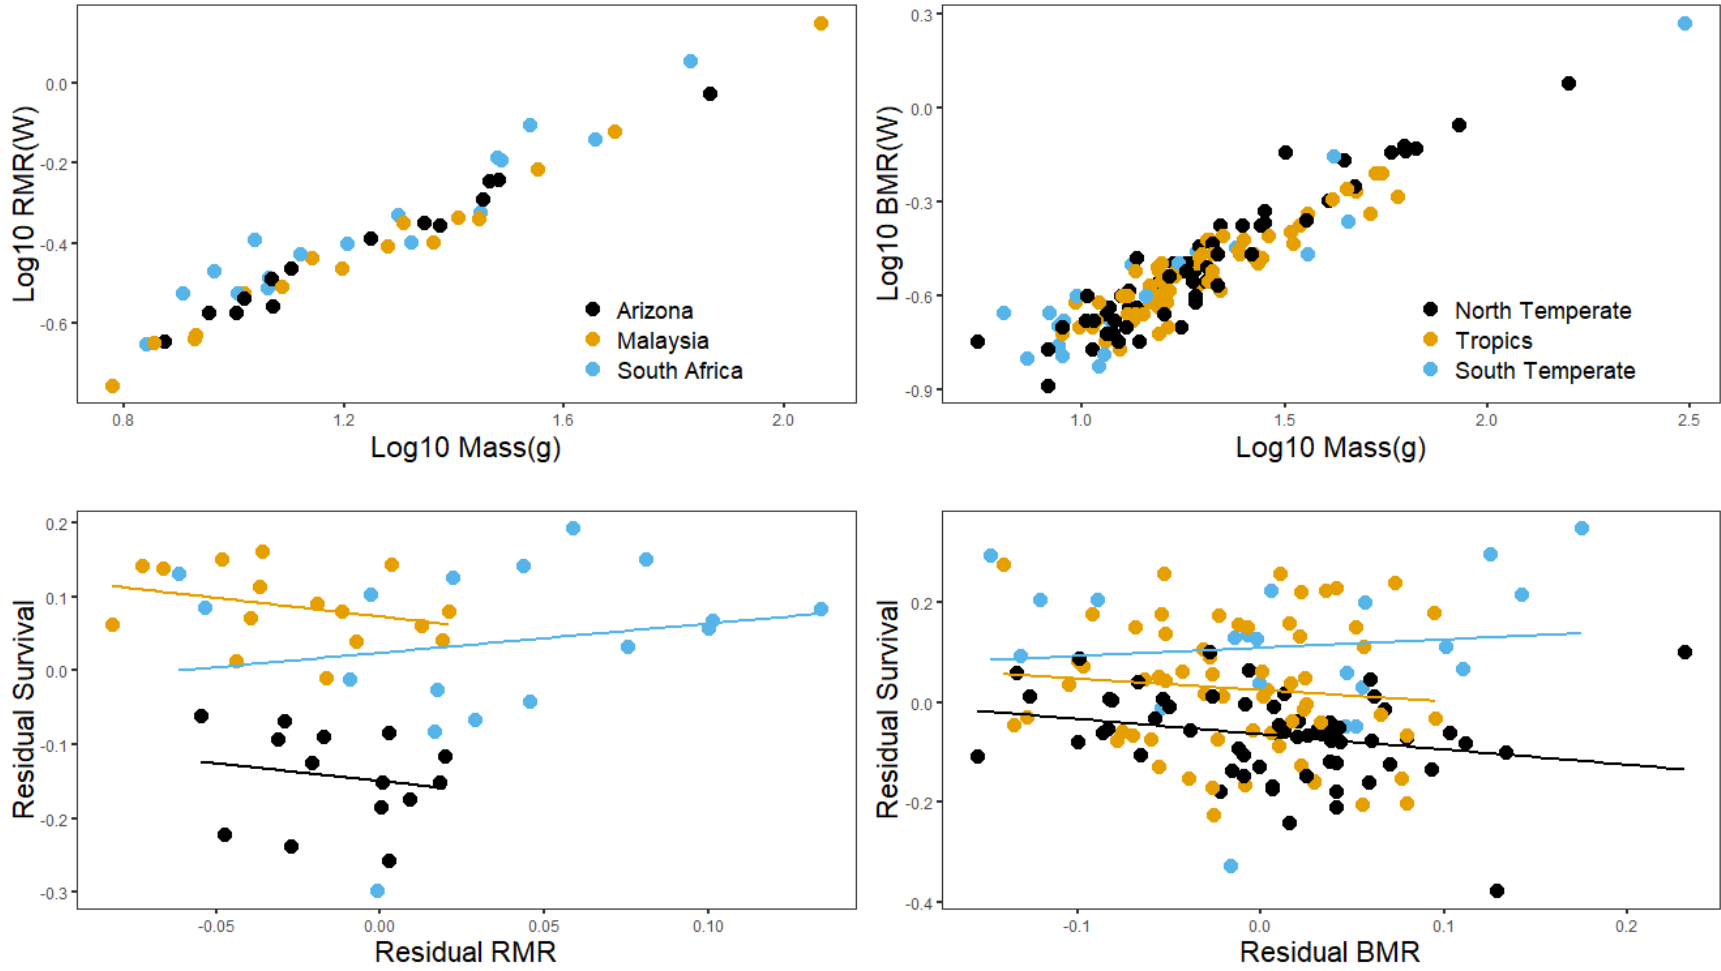 Log10 RMR(W)
0.0
-0.2
-0.4
-0.6
Arizona
Malaysia
South Africa
0.8
1.2
1.6
2.0
Log10 Mass(g)
Log10 BMR(W)
0.3
0.0
-0.3
-0.6
-0.9
North Temperate
Tropics
South Temperate
1.0
1.5
2.0
2.5
Log10 Mass(g)
Residual Survival
0.2
0.1
0.0
-0.1
-0.2
-0.3
-0.05
0.00
0.05
0.10
Residual RMR
Residual Survival
0.2
0.0
-0.2
-0.4
-0.1
0.0
0.1
0.2
Residual BMR